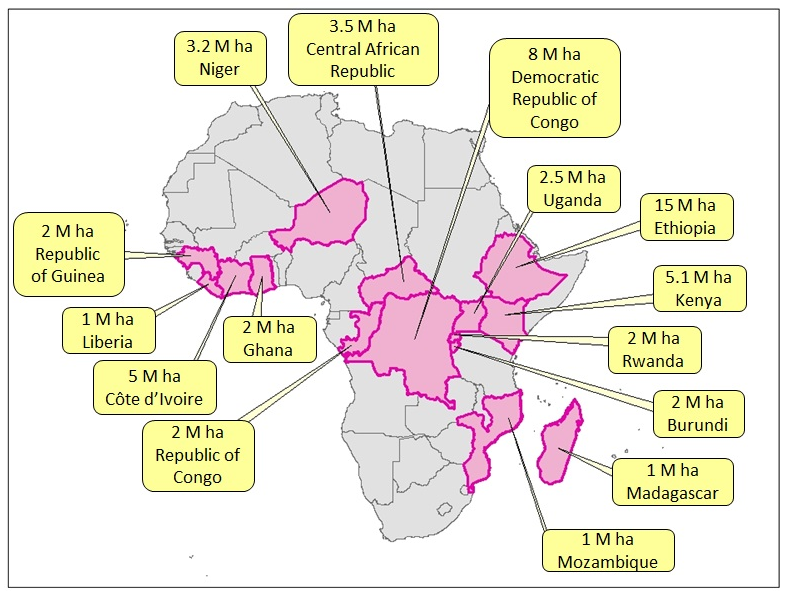 3.5 M ha
Central African
Republic
3.2 M ha
Niger
8 M ha
Democratic
Republic of
Congo
2.5 M ha
Uganda
15 M ha
Ethiopia
2 M ha
Republic
of Guinea
5.1 M ha
Kenya
1 M ha
Liberia
2 M ha
Ghana
2 M ha
Rwanda
5 M ha
Côte d’Ivoire
2 M ha
Burundi
2 M ha
Republic of
Congo
1 M ha
Madagascar
1 M ha
Mozambique